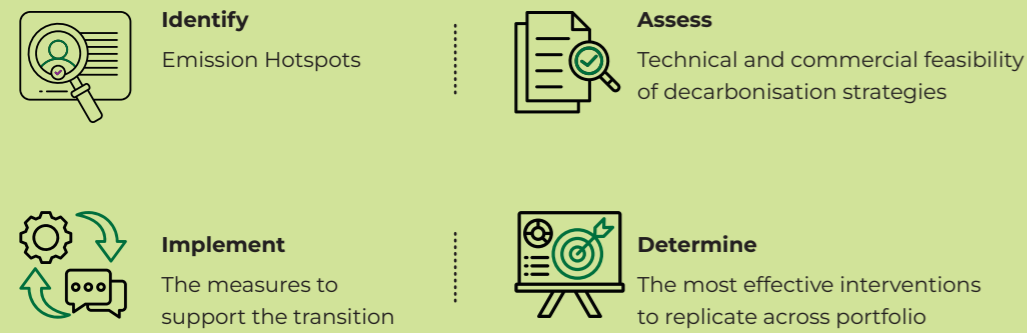 Identify
Emission Hotspots
Assess
Technical and commercial feasibility
of decarbonisation strategies
Implement
The measures to
support the transition
Determine
The most effective interventions
to replicate across portfolio